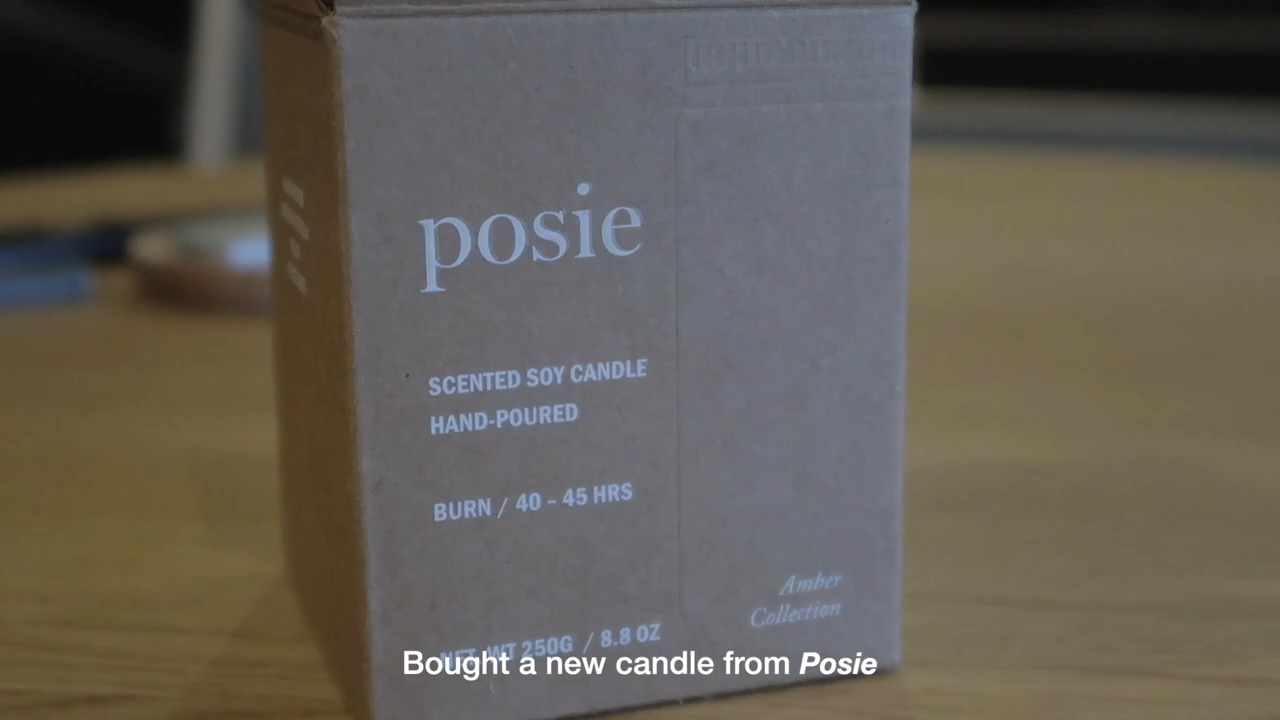 posie
SCENTED SOY CANDLE
HAND-POURED
BURN / 40 – 45 HRS
Amber
Collection
NET WT 250G / 8.8 OZ
Bought a new candle from Posie